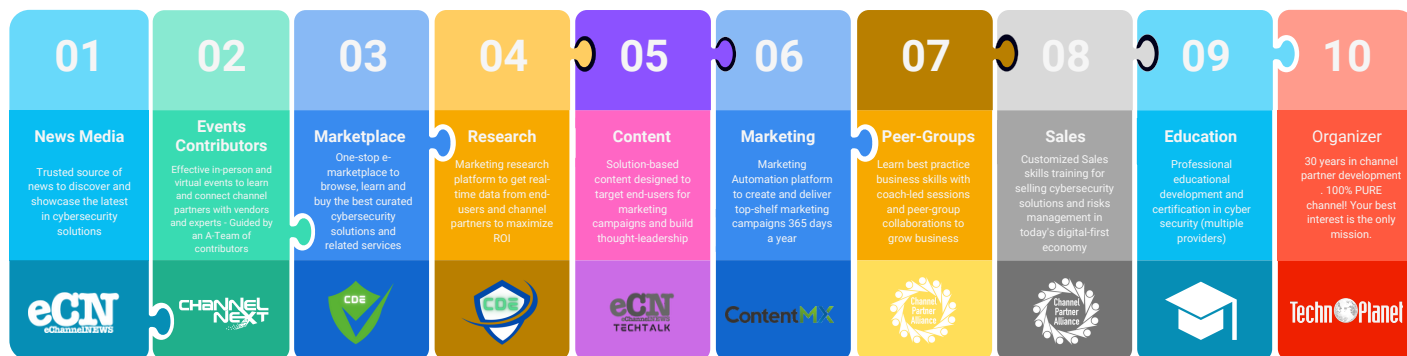 01
News Media
Trusted source of
news to discover and
showcase the latest
in cybersecurity
solutions
eCN
eChannelNEWS
02
Events
Contributors
Effective in-person and
virtual events to learn
and connect channel
partners with vendors
and experts - Guided by
an A-Team of
contributors
CHANNEL
NEXT
03
Marketplace
One-stop e-
marketplace to
browse, learn and
buy the best curated
cybersecurity
solutions and
related services
CDE
04
Research
Marketing research
platform to get real-
time data from end-
users and channel
partners to maximize
ROI
CDE
05
Content
Solution-based
content designed to
target end-users for
marketing
campaigns and build
thought-leadership
eCN
eChannelNEWS
TECHTALK
06
Marketing
Marketing
Automation platform
to create and deliver
top-shelf marketing
campaigns 365 days
a year
ContentMX
07
Peer-Groups
Learn best practice
business skills with
coach-led sessions
and peer-group
collaborations to
grow business
Channel
Partner
Alliance
08
Sales
Customized Sales
skills training for
selling cybersecurity
solutions and risks
management in
today's digital-first
economy
Channel
Partner
Alliance
09
Education
Professional
educational
development and
certification in cyber
security (multiple
providers)
10
Organizer
30 years in channel
partner development
. 100% PURE
channel! Your best
interest is the only
mission.
TechnoPlanet